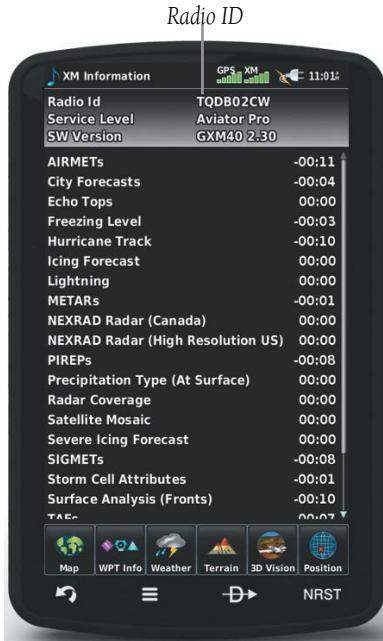 Radio ID
XM Information GPS XM 11:01
Radio Id TQDB02CW
Service Level Aviator Pro
SW Version GXM40 2.30
AIRMETs -00:11
City Forecasts -00:04
Echo Tops 00:00
Freezing Level -00:03
Hurricane Track -00:10
Icing Forecast 00:00
Lightning 00:00
METARs -00:01
NEXRAD Radar (Canada) 00:00
NEXRAD Radar (High Resolution US) 00:00
PIREPs -00:08
Precipitation Type (At Surface) 00:00
Radar Coverage 00:00
Satellite Mosaic 00:00
Severe Icing Forecast 00:00
SIGMETs -00:08
Storm Cell Attributes -00:01
Surface Analysis (Fronts) -00:10
TAFs 00:07
Map WPT Info Weather Terrain 3D Vision Position
D NRST